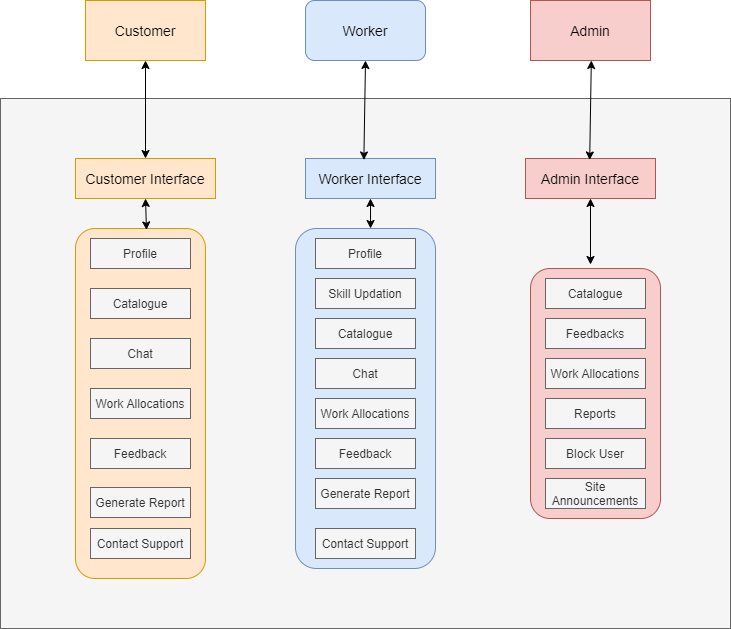 Customer
Worker
Admin
Customer Interface
Worker Interface
Admin Interface
Profile
Catalogue
Chat
Work Allocations
Feedback
Generate Report
Contact Support
Profile
Skill Updation
Catalogue
Chat
Work Allocations
Feedback
Generate Report
Contact Support
Catalogue
Feedbacks
Work Allocations
Reports
Block User
Site
Announcements